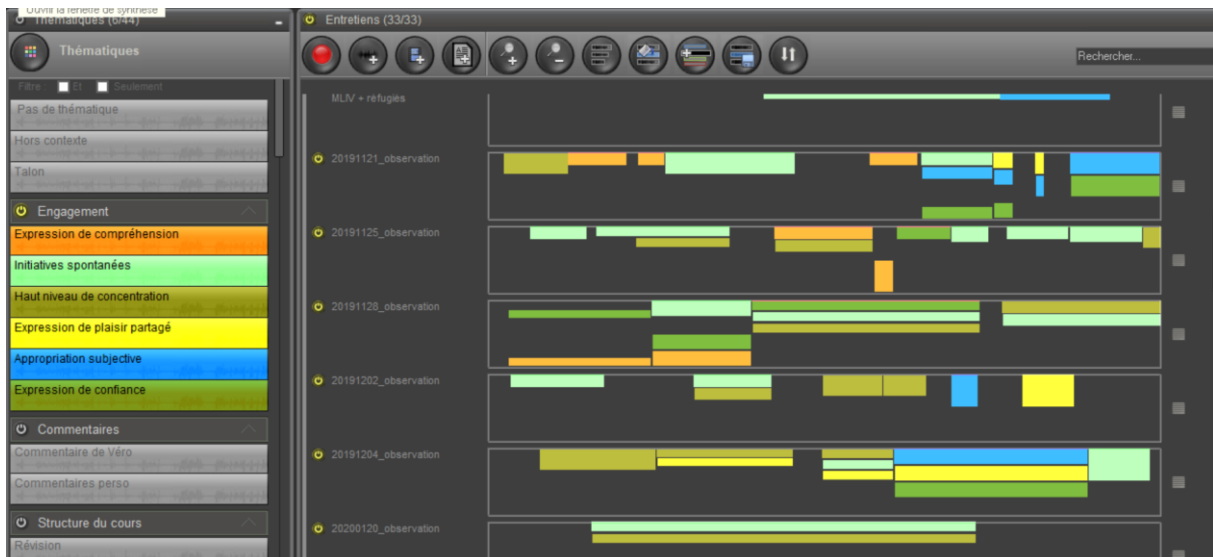 Ouvrir la fenêtre de synthèse
Thématiques (6/44)
Thématiques
Filtre : Et Seulement
Pas de thématique
Hors contexte
Talon
Engagement
Expression de compréhension
Initiatives spontanées
Haut niveau de concentration
Expression de plaisir partagé
Appropriation subjective
Expression de confiance
Commentaires
Commentaire de Véro
Commentaires perso
Structure du cours
Révision
Entretiens (33/33)
Rechercher...
MLIV + réfugiés
20191121_observation
20191125_observation
20191128_observation
20191202_observation
20191204_observation
20200120_observation